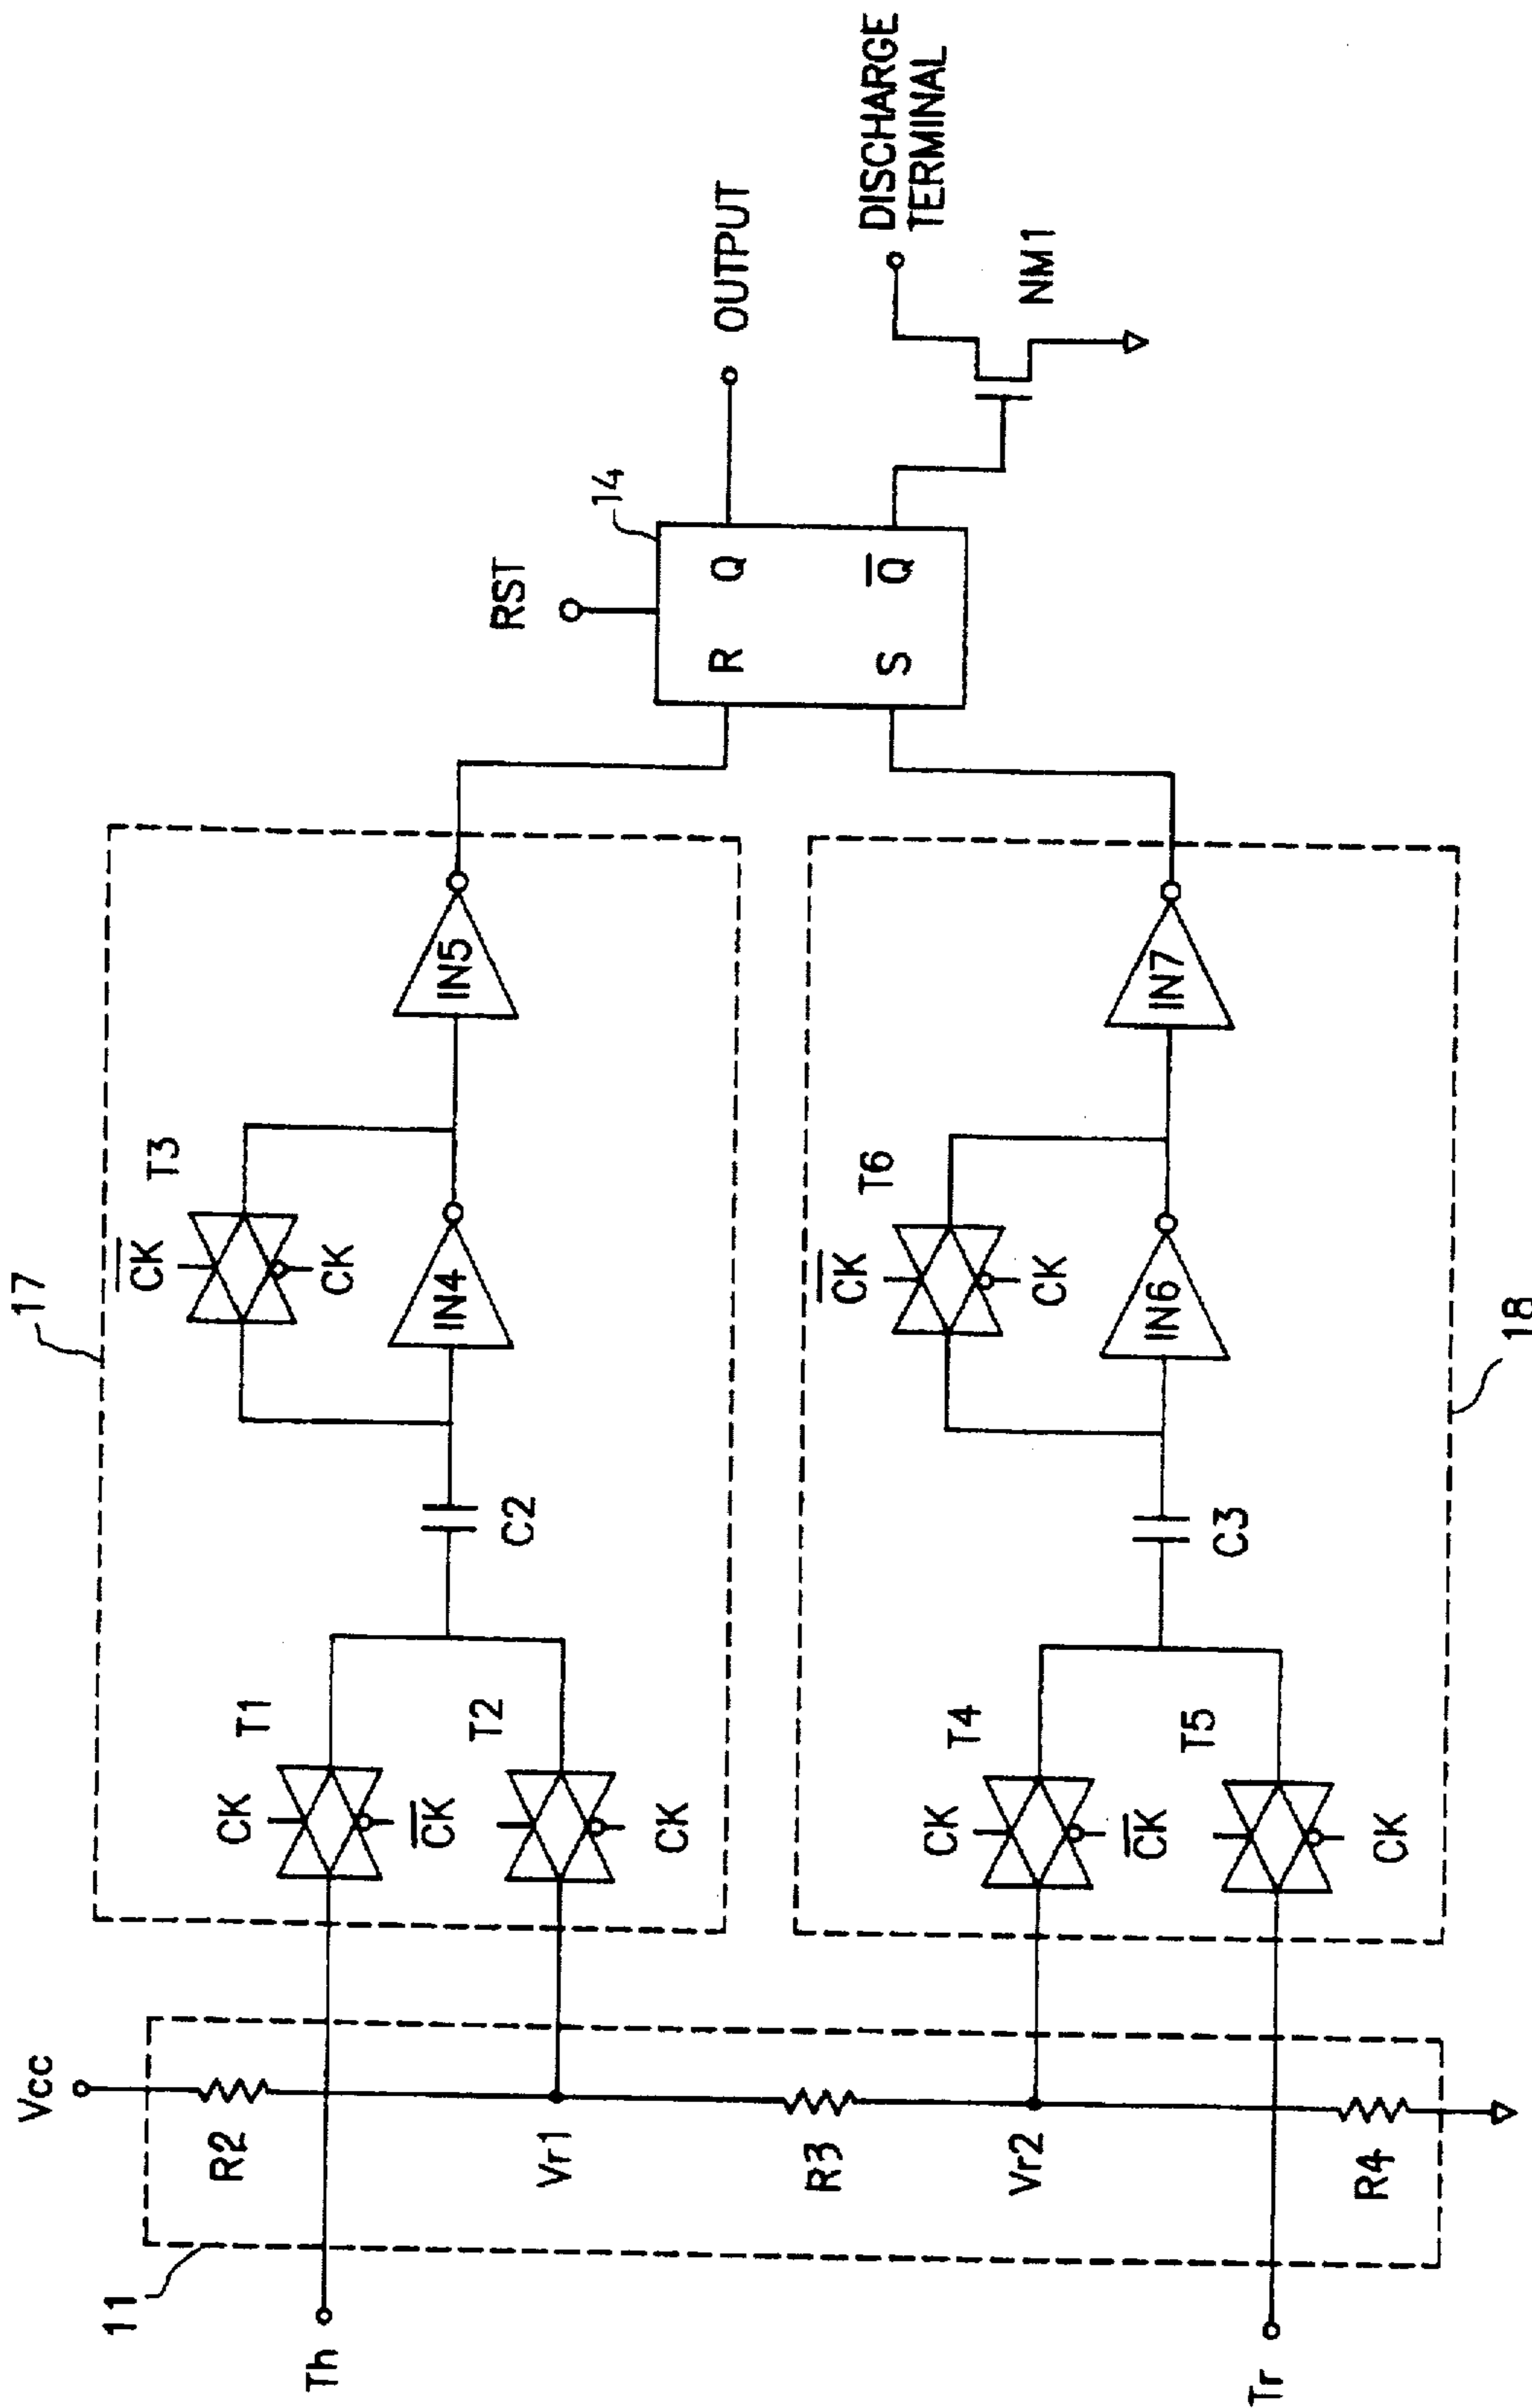 Vcc
11
R2
Th
Vr1
R3
Vr2
R4
Tr
17
CK
T1
CK
T2
CK
C2
CK
T3
CK
IN4
IN5
18
CK
T4
CK
T5
CK
C3
CK
T6
CK
IN6
IN7
RST
14
R Q
S Q
OUTPUT
DISCHARGE
TERMINAL
NM1